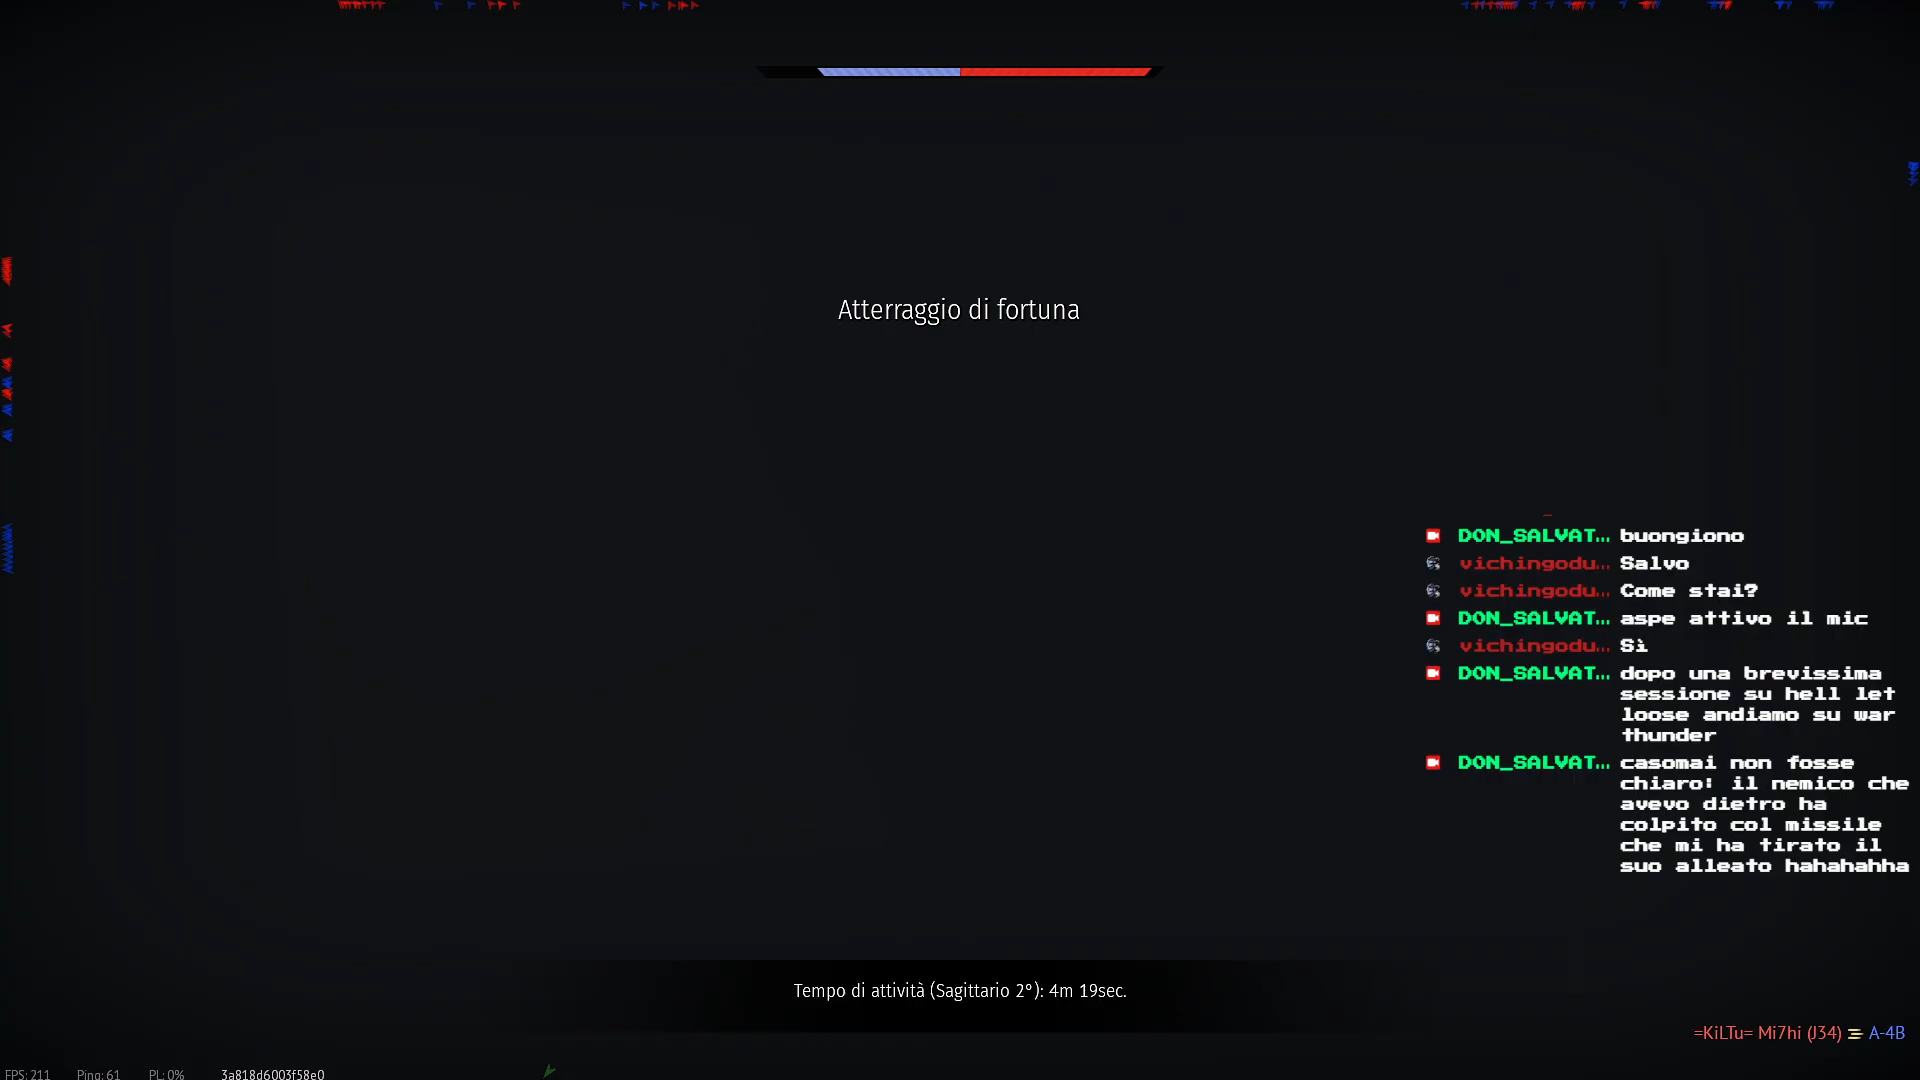 Atterraggio di fortuna
DON_SALVAT... buongiono
vichingodu... Salvo
vichingodu... Come stai?
DON_SALVAT... aspe attivo il mic
vichingodu... Sì
DON_SALVAT... dopo una brevissima
sessione su hell let
loose andiamo su war
thunder
DON_SALVAT... casomai non fosse
chiaro: il nemico che
avevo dietro ha
colpito col missile
che mi ha tirato il
suo alleato hahahahha
Tempo di attività (Sagittario 2°): 4m 19sec.
=KiLTu= Mi7hi (J34) A-4B
FPS: 211 Ping: 61 PL: 0% 3a818d6003f58e0